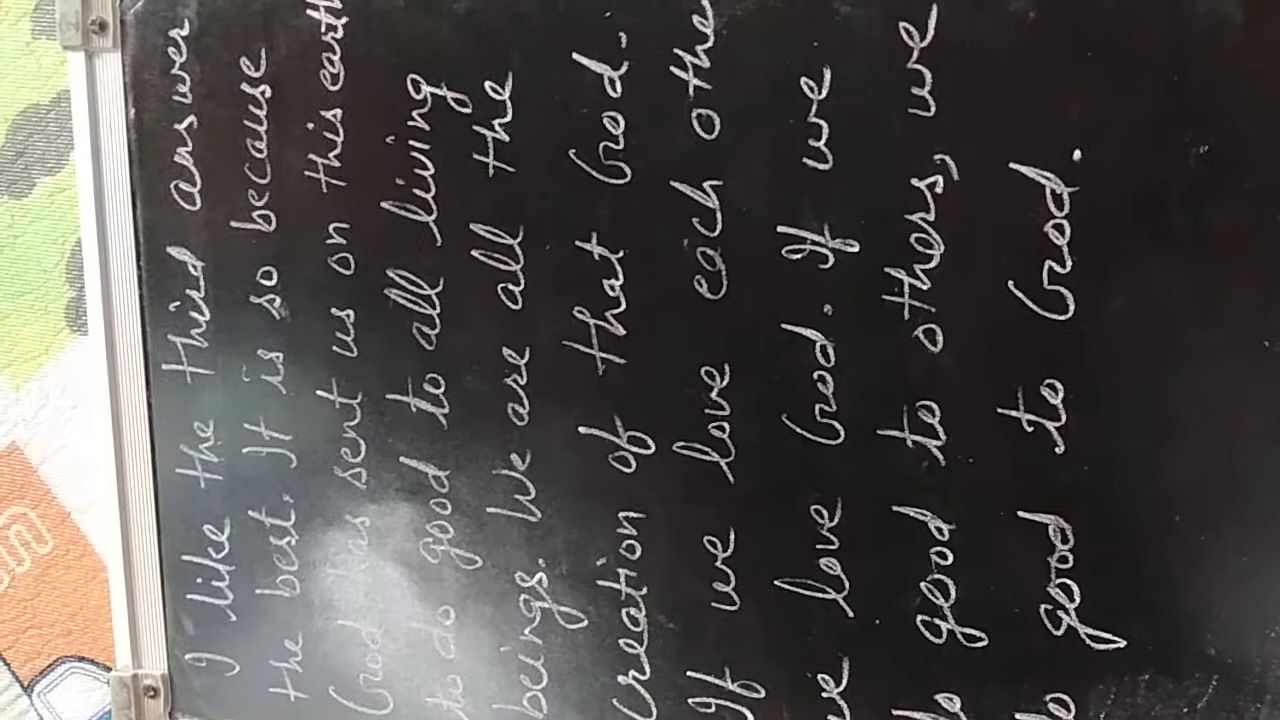 I like the third answer
the best. It is so because
God has sent us on this earth
to do good to all living
beings. We are all the
creation of that God.
If we love each othe
we love God. If we
do good to others, we
do good to God.